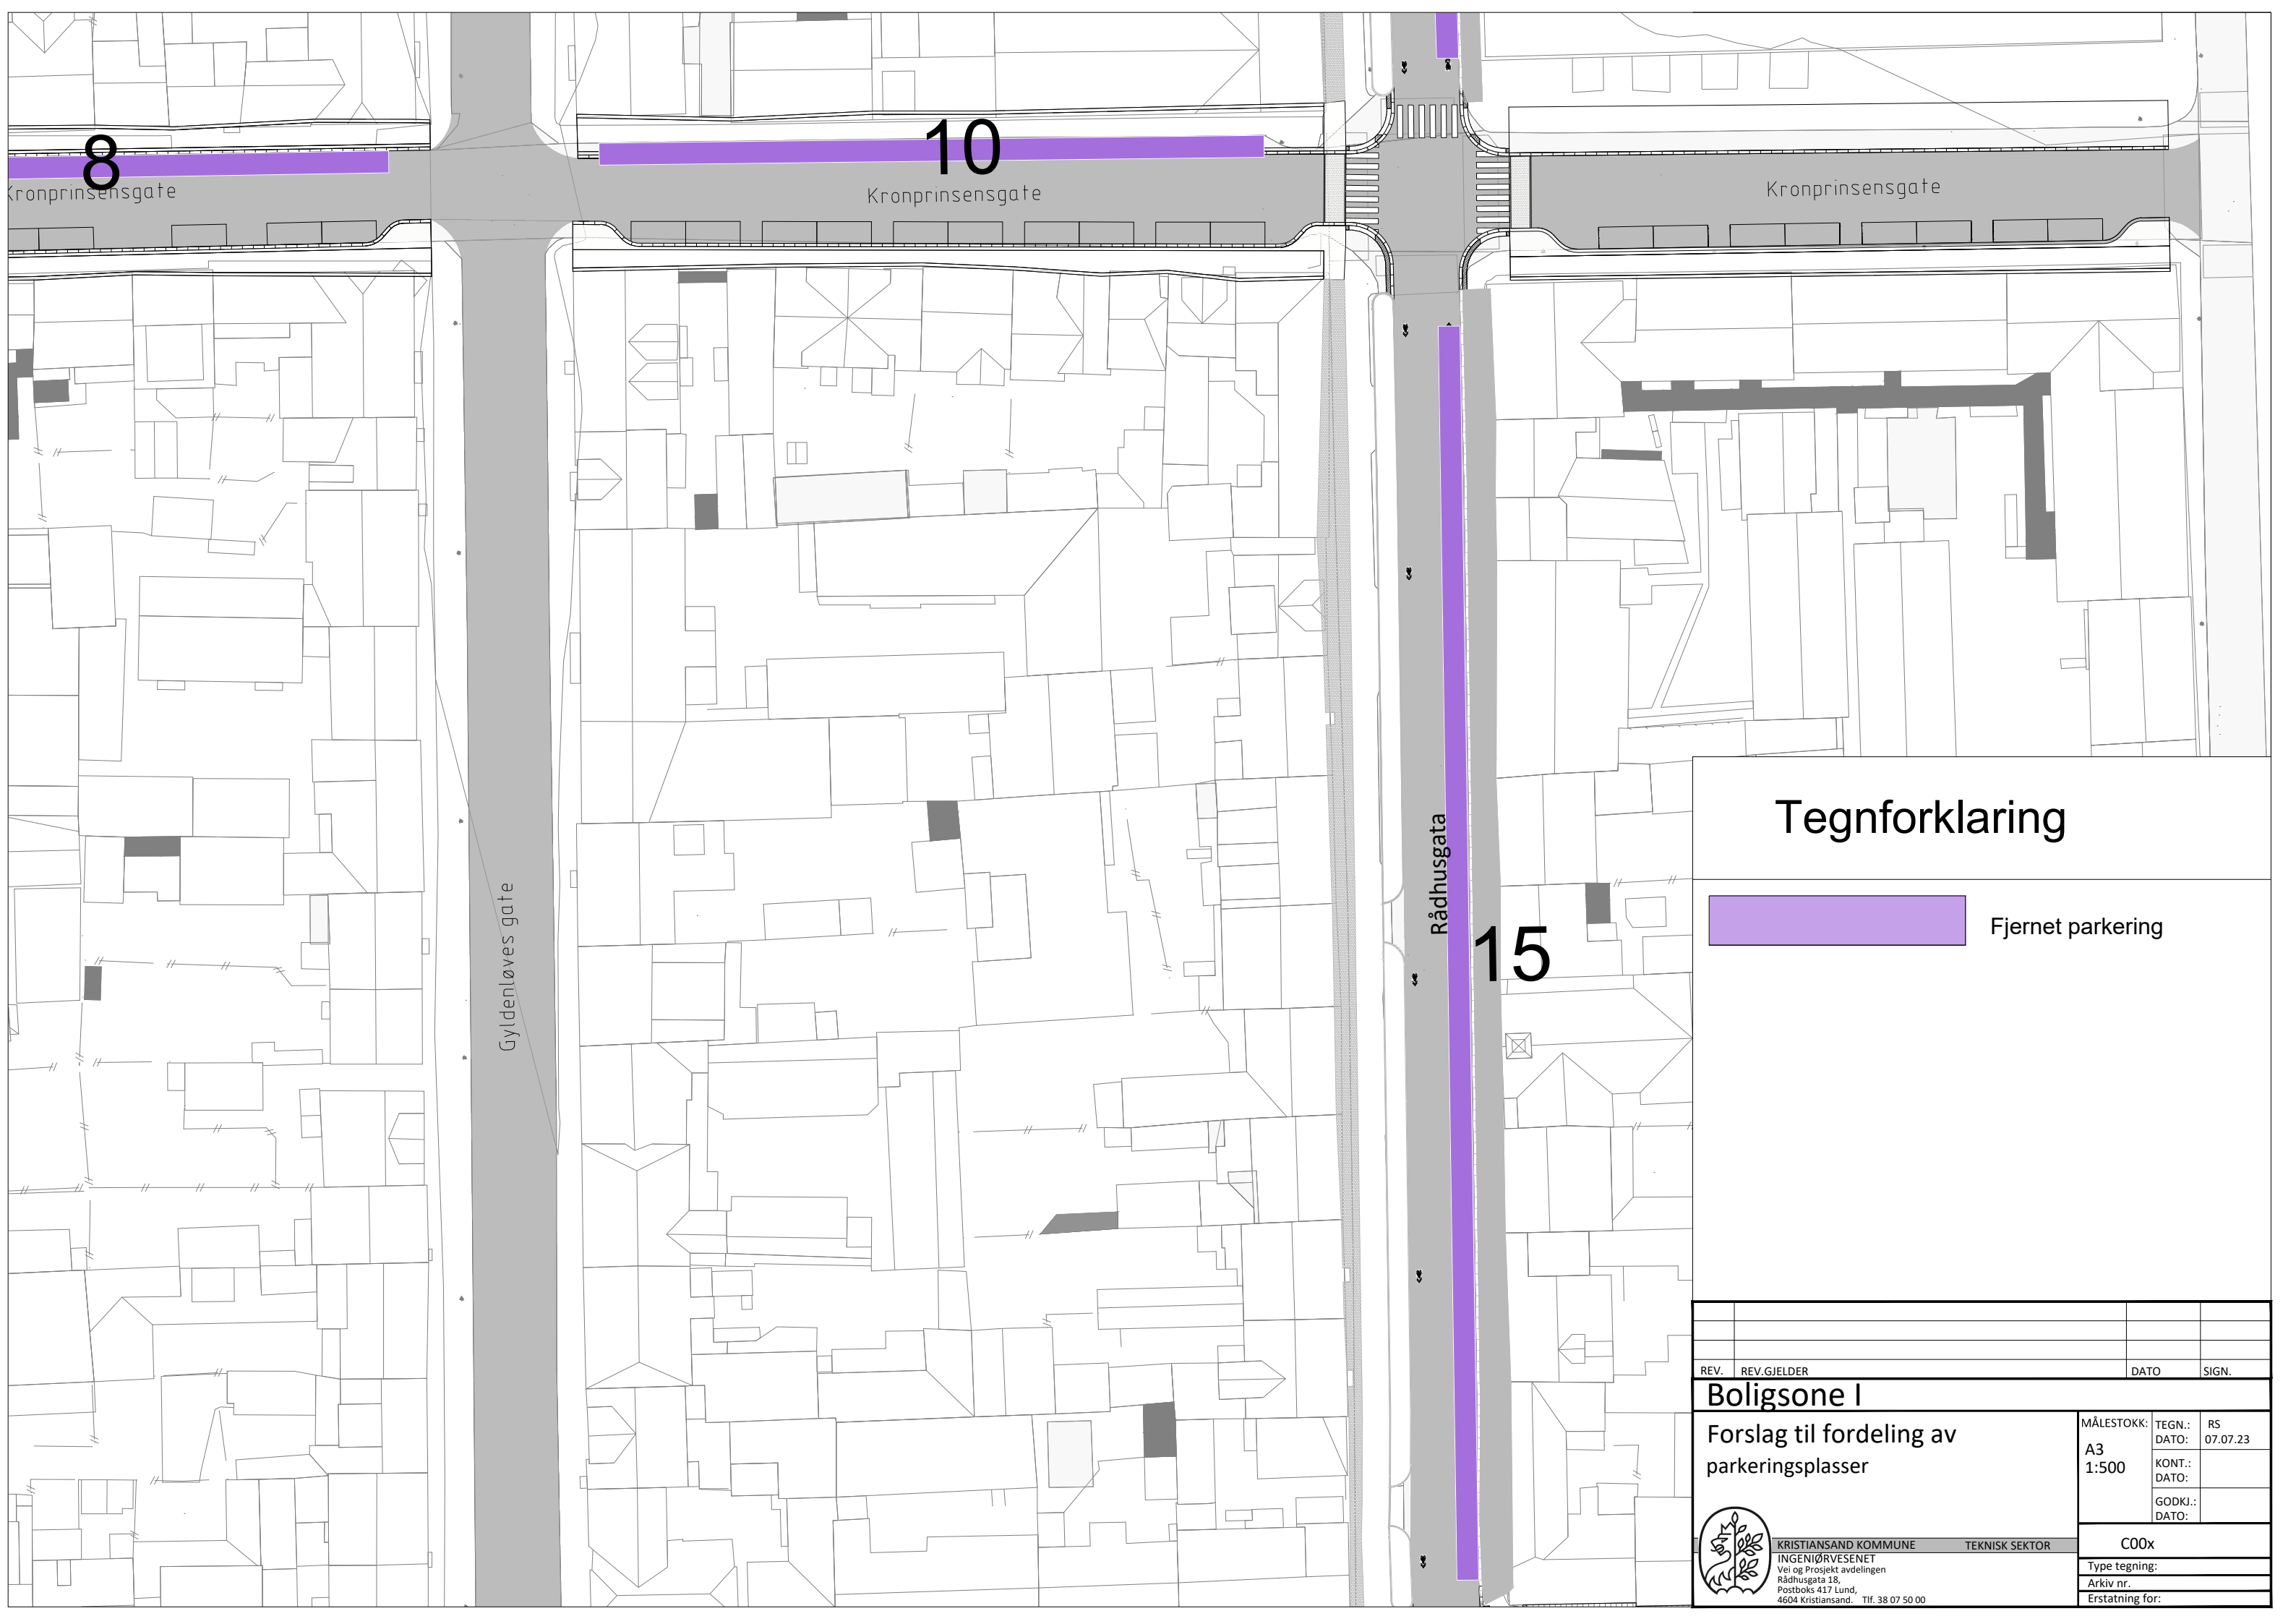 8
10
Kronprinsensgate
Kronprinsensgate
Kronprinsensgate
Gyldenløves gate
Rådhusgata
15
Tegnforklaring
Fjernet parkering
REV. REV.GJELDER DATO SIGN.
Boligsone I
Forslag til fordeling av
parkeringsplasser
MÅLESTOKK:
A3
1:500
TEGN.: RS
DATO: 07.07.23
KONT.:
DATO:
GODKJ.:
DATO:
KRISTIANSAND KOMMUNE TEKNISK SEKTOR
INGENIØRVESENET
Vei og Prosjekt avdelingen
Rådhusgata 18,
Postboks 417 Lund,
4604 Kristiansand. Tlf. 38 07 50 00
C00x
Type tegning:
Arkiv nr.
Erstatning for: